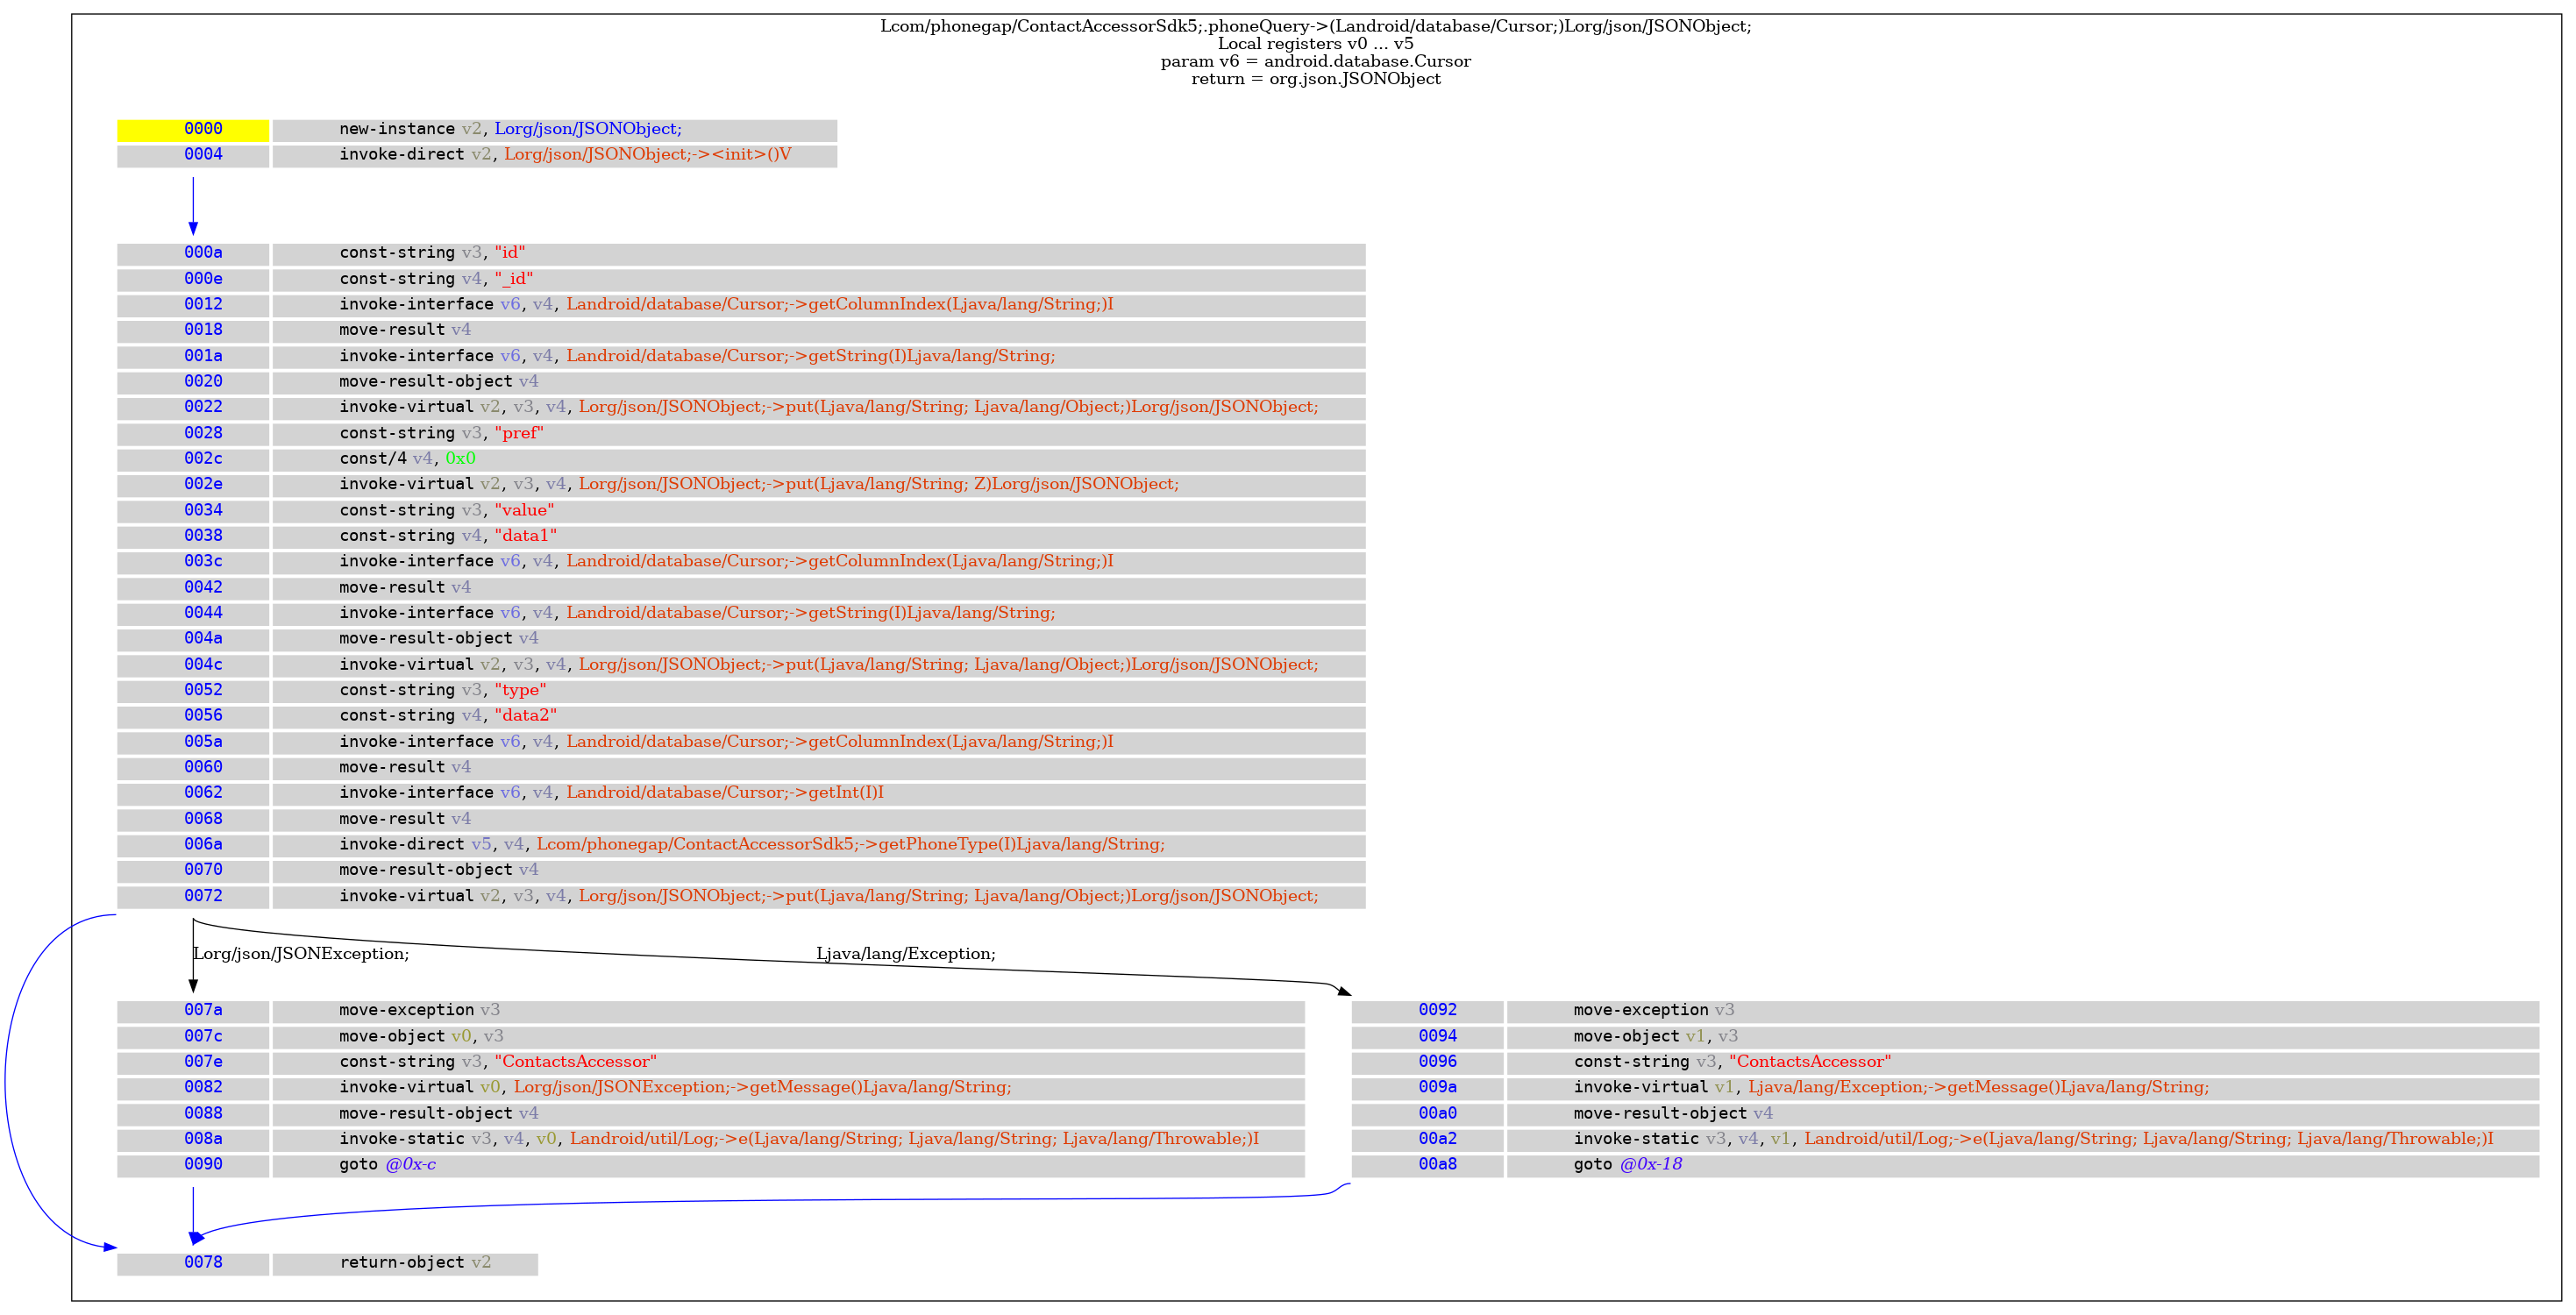 Lcom/phonegap/ContactAccessorSdk5;.phoneQuery->(Landroid/database/Cursor;)Lorg/json/JSONObject;
Local registers v0 ... v5
param v6 = android.database.Cursor
return = org.json.JSONObject
0000 new-instance v2, Lorg/json/JSONObject;
0004 invoke-direct v2, Lorg/json/JSONObject;-><init>()V
000a const-string v3, "id"
000e const-string v4, "_id"
0012 invoke-interface v6, v4, Landroid/database/Cursor;->getColumnIndex(Ljava/lang/String;)I
0018 move-result v4
001a invoke-interface v6, v4, Landroid/database/Cursor;->getString(I)Ljava/lang/String;
0020 move-result-object v4
0022 invoke-virtual v2, v3, v4, Lorg/json/JSONObject;->put(Ljava/lang/String; Ljava/lang/Object;)Lorg/json/JSONObject;
0028 const-string v3, "pref"
002c const/4 v4, 0x0
002e invoke-virtual v2, v3, v4, Lorg/json/JSONObject;->put(Ljava/lang/String; Z)Lorg/json/JSONObject;
0034 const-string v3, "value"
0038 const-string v4, "data1"
003c invoke-interface v6, v4, Landroid/database/Cursor;->getColumnIndex(Ljava/lang/String;)I
0042 move-result v4
0044 invoke-interface v6, v4, Landroid/database/Cursor;->getString(I)Ljava/lang/String;
004a move-result-object v4
004c invoke-virtual v2, v3, v4, Lorg/json/JSONObject;->put(Ljava/lang/String; Ljava/lang/Object;)Lorg/json/JSONObject;
0052 const-string v3, "type"
0056 const-string v4, "data2"
005a invoke-interface v6, v4, Landroid/database/Cursor;->getColumnIndex(Ljava/lang/String;)I
0060 move-result v4
0062 invoke-interface v6, v4, Landroid/database/Cursor;->getInt(I)I
0068 move-result v4
006a invoke-direct v5, v4, Lcom/phonegap/ContactAccessorSdk5;->getPhoneType(I)Ljava/lang/String;
0070 move-result-object v4
0072 invoke-virtual v2, v3, v4, Lorg/json/JSONObject;->put(Ljava/lang/String; Ljava/lang/Object;)Lorg/json/JSONObject;
Lorg/json/JSONException;
Ljava/lang/Exception;
007a move-exception v3
007c move-object v0, v3
007e const-string v3, "ContactsAccessor"
0082 invoke-virtual v0, Lorg/json/JSONException;->getMessage()Ljava/lang/String;
0088 move-result-object v4
008a invoke-static v3, v4, v0, Landroid/util/Log;->e(Ljava/lang/String; Ljava/lang/String; Ljava/lang/Throwable;)I
0090 goto @0x-c
0092 move-exception v3
0094 move-object v1, v3
0096 const-string v3, "ContactsAccessor"
009a invoke-virtual v1, Ljava/lang/Exception;->getMessage()Ljava/lang/String;
00a0 move-result-object v4
00a2 invoke-static v3, v4, v1, Landroid/util/Log;->e(Ljava/lang/String; Ljava/lang/String; Ljava/lang/Throwable;)I
00a8 goto @0x-18
0078 return-object v2